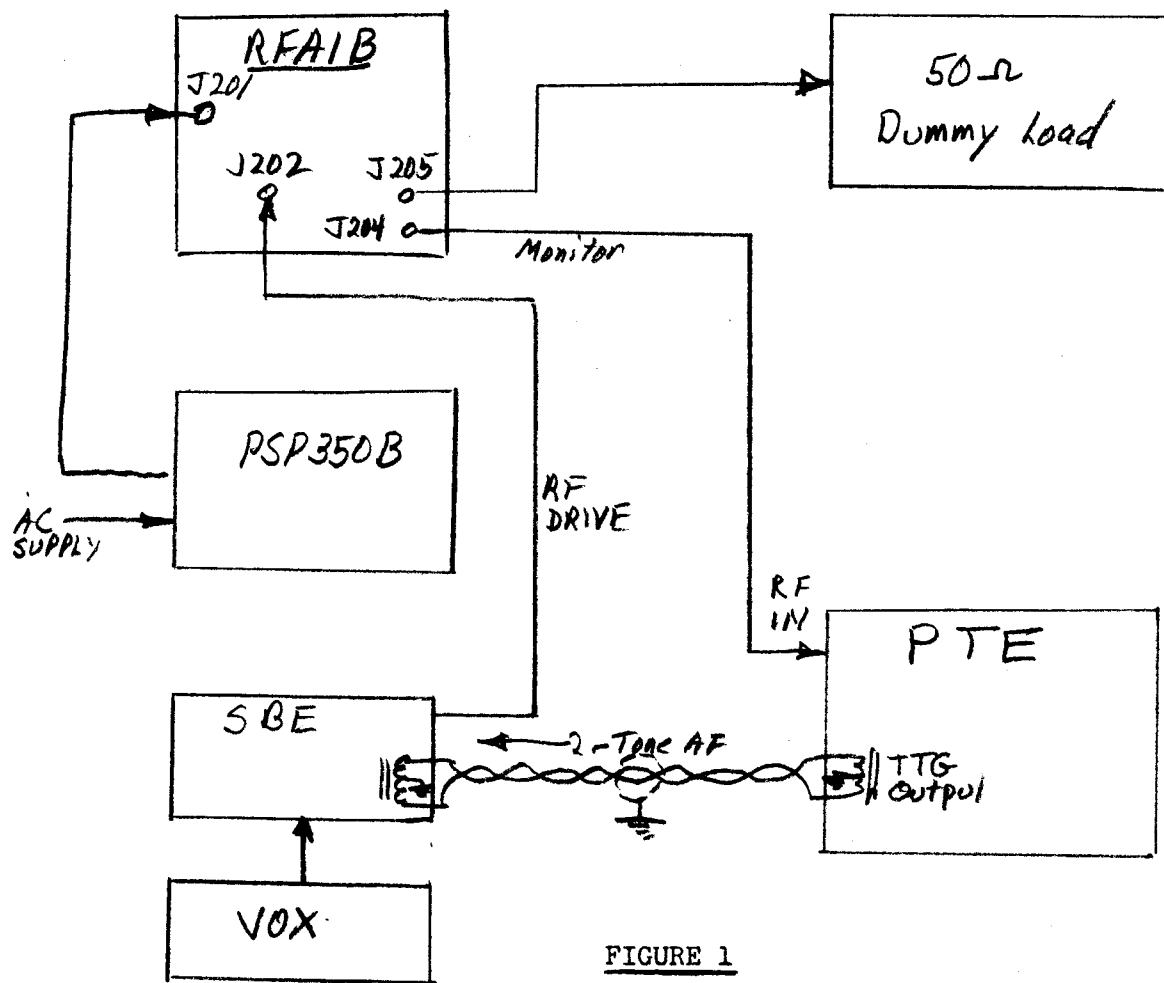 RFA1B
J201
J202
J205
J204
50Ω
Dummy Load
Monitor
PSP350B
AC
SUPPLY
RF
DRIVE
RF
IN
PTE
SBE
2-Tone AF
TTG
Output
VOX
FIGURE 1